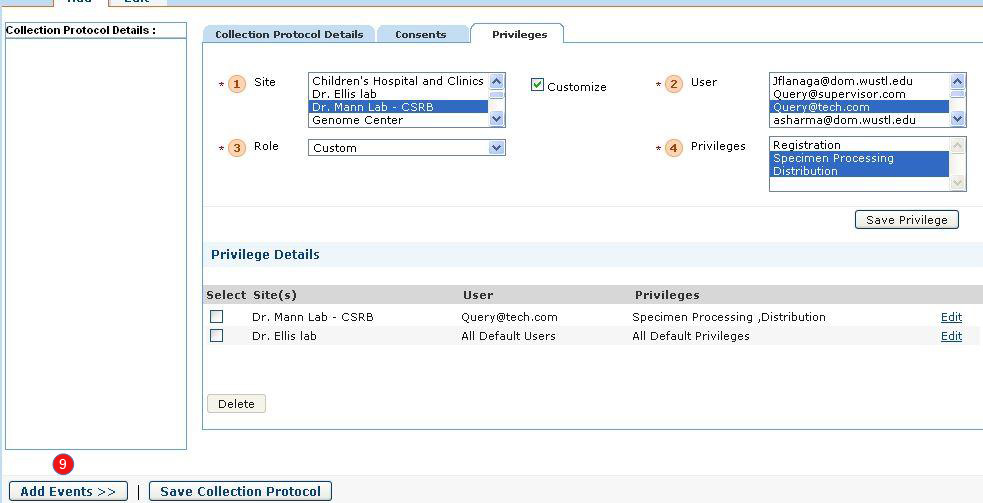 Add Edit
Collection Protocol Details :
Collection Protocol Details Consents Privileges
* 1 Site
Children's Hospital and Clinics
Dr. Ellis lab
Dr. Mann Lab - CSRB
Genome Center
Customize
* 2 User
Jflanaga@dom.wustl.edu
Query@supervisor.com
Query@tech.com
asharma@dom.wustl.edu
* 3 Role Custom
* 4 Privileges
Registration
Specimen Processing
Distribution
Save Privilege
Privilege Details
Select Site(s) User Privileges
Dr. Mann Lab - CSRB Query@tech.com Specimen Processing ,Distribution Edit
Dr. Ellis lab All Default Users All Default Privileges Edit
Delete
9
Add Events >> | Save Collection Protocol